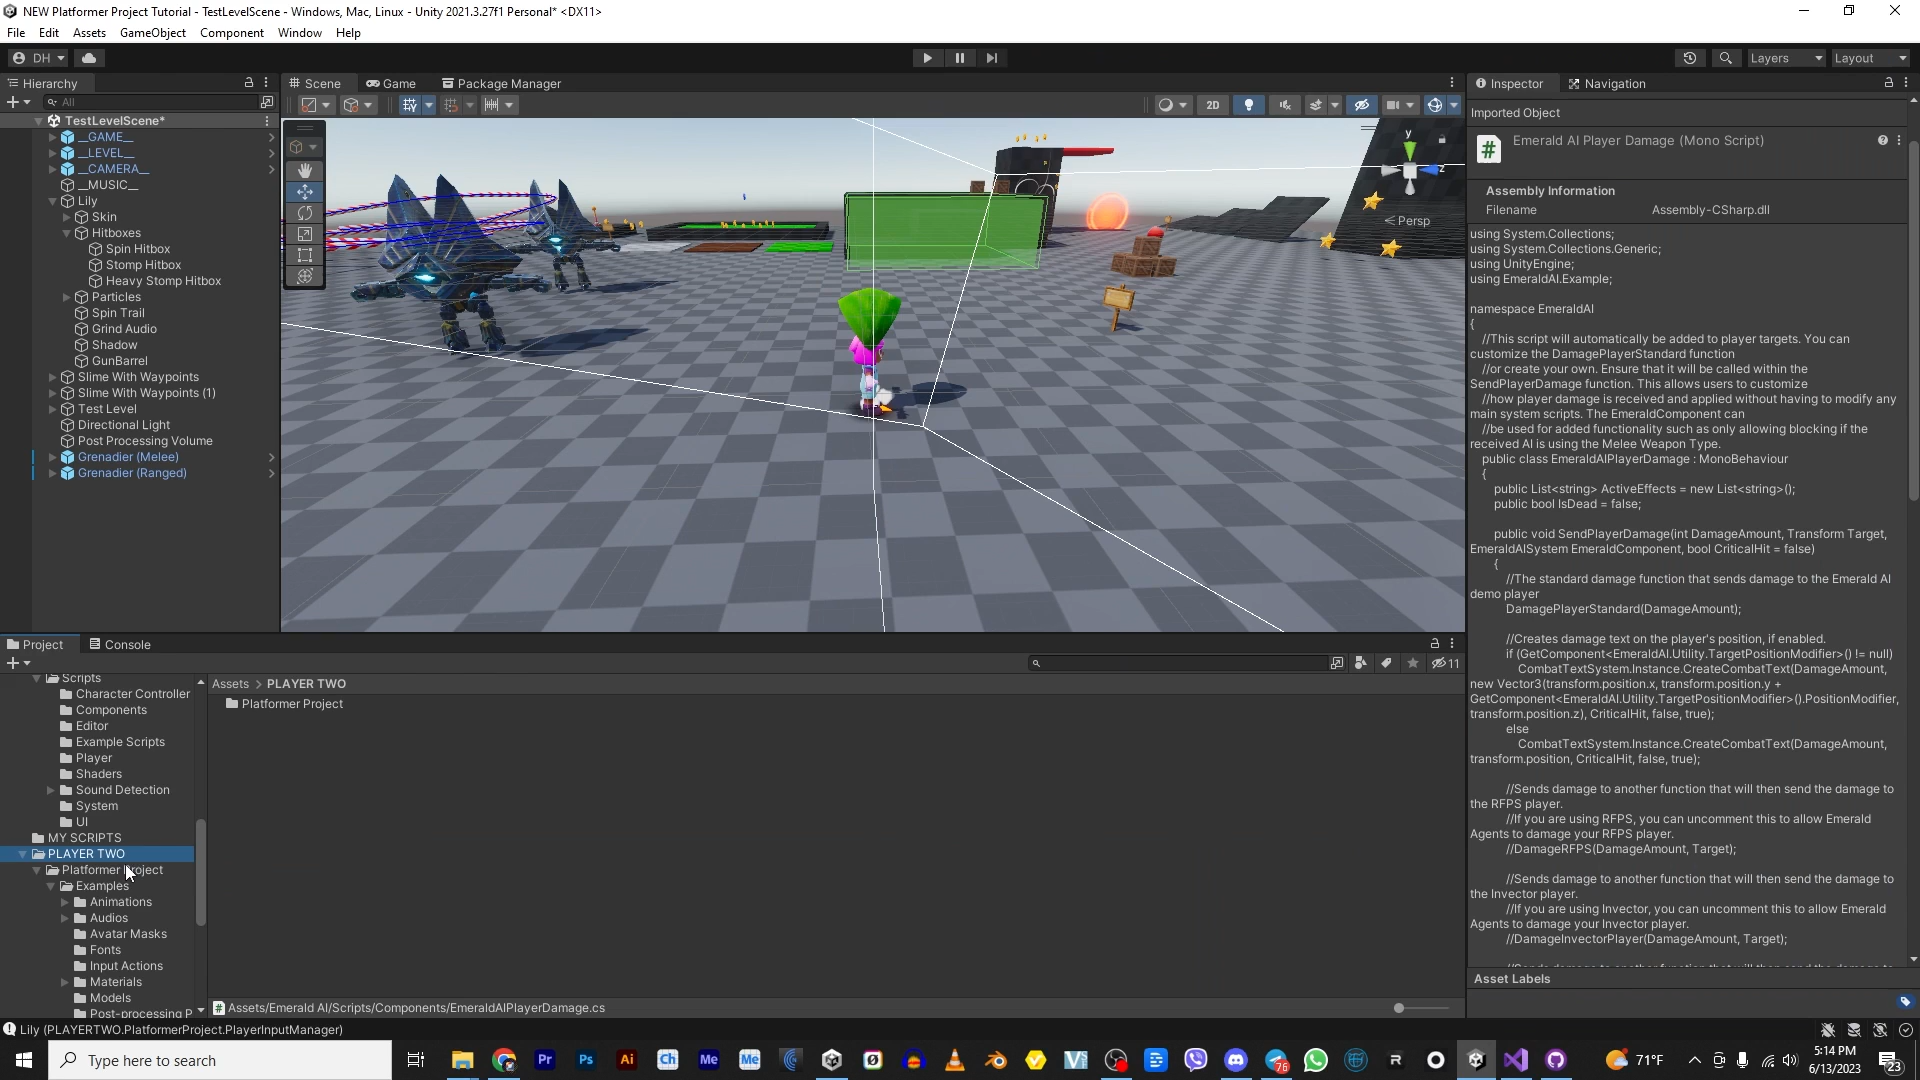 NEW Platformer Project Tutorial - TestLevelScene - Windows, Mac, Linux - Unity 2021.3.27f1 Personal* <DX11>
File Edit Assets GameObject Component Window Help
DH
Layers Layout
Hierarchy
Scene Game Package Manager
Inspector Navigation
All
2D
TestLevelScene*
__GAME__
__LEVEL__
__CAMERA__
__MUSIC__
Lily
Skin
Hitboxes
Spin Hitbox
Stomp Hitbox
Heavy Stomp Hitbox
Particles
Spin Trail
Grind Audio
Shadow
GunBarrel
Slime With Waypoints
Slime With Waypoints (1)
Test Level
Directional Light
Post Processing Volume
Grenadier (Melee)
Grenadier (Ranged)
y
z
Persp
Imported Object
Emerald AI Player Damage (Mono Script)
Assembly Information
Filename Assembly-CSharp.dll
using System.Collections;
using System.Collections.Generic;
using UnityEngine;
using EmeraldAI.Example;
namespace EmeraldAI
{
//This script will automatically be added to player targets. You can
customize the DamagePlayerStandard function
//or create your own. Ensure that it will be called within the
SendPlayerDamage function. This allows users to customize
//how player damage is received and applied without having to modify any
main system scripts. The EmeraldComponent can
//be used for added functionality such as only allowing blocking if the
received AI is using the Melee Weapon Type.
public class EmeraldAIPlayerDamage : MonoBehaviour
{
public List<string> ActiveEffects = new List<string>();
public bool IsDead = false;
public void SendPlayerDamage(int DamageAmount, Transform Target,
EmeraldAISystem EmeraldComponent, bool CriticalHit = false)
{
//The standard damage function that sends damage to the Emerald AI
demo player
DamagePlayerStandard(DamageAmount);
//Creates damage text on the player's position, if enabled.
if (GetComponent<EmeraldAI.Utility.TargetPositionModifier>() != null)
CombatTextSystem.Instance.CreateCombatText(DamageAmount,
new Vector3(transform.position.x, transform.position.y +
GetComponent<EmeraldAI.Utility.TargetPositionModifier>().PositionModifier,
transform.position.z), CriticalHit, false, true);
else
CombatTextSystem.Instance.CreateCombatText(DamageAmount,
transform.position, CriticalHit, false, true);
//Sends damage to another function that will then send the damage to
the RFPS player.
//If you are using RFPS, you can uncomment this to allow Emerald
Agents to damage your RFPS player.
//DamageRFPS(DamageAmount, Target);
//Sends damage to another function that will then send the damage to
the Invector player.
//If you are using Invector, you can uncomment this to allow Emerald
Agents to damage your Invector player.
//DamageInvectorPlayer(DamageAmount, Target);
Asset Labels
Project Console
11
Scripts
Character Controller
Components
Editor
Example Scripts
Player
Shaders
Sound Detection
System
UI
MY SCRIPTS
PLAYER TWO
Platformer Project
Examples
Animations
Audios
Avatar Masks
Fonts
Input Actions
Materials
Models
Post-processing P
Assets > PLAYER TWO
Platformer Project
Assets/Emerald AI/Scripts/Components/EmeraldAIPlayerDamage.cs
Lily (PLAYERTWO.PlatformerProject.PlayerInputManager)
Type here to search
Pr Ps Ai Ch Me Me
76
71°F
5:14 PM
6/13/2023
23